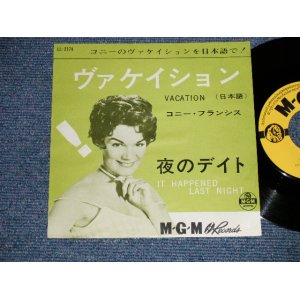 LL-2174
コニーのヴァケイションを日本語で!
ヴァケイション
VACATION (日本語)
コニー・フランシス
!
夜のデイト
IT HAPPENED
LAST NIGHT
M-G-M
M-G-M Records